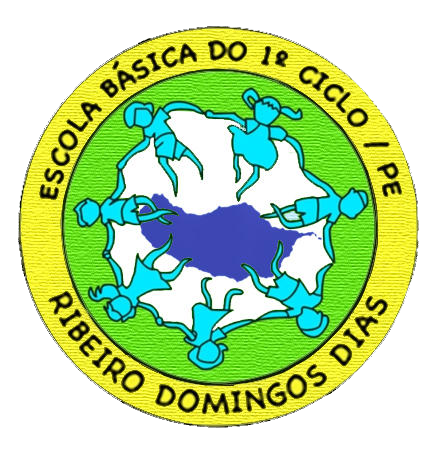 ESCOLA BÁSICA DO 1º CICLO / PE
RIBEIRO DOMINGOS DIAS